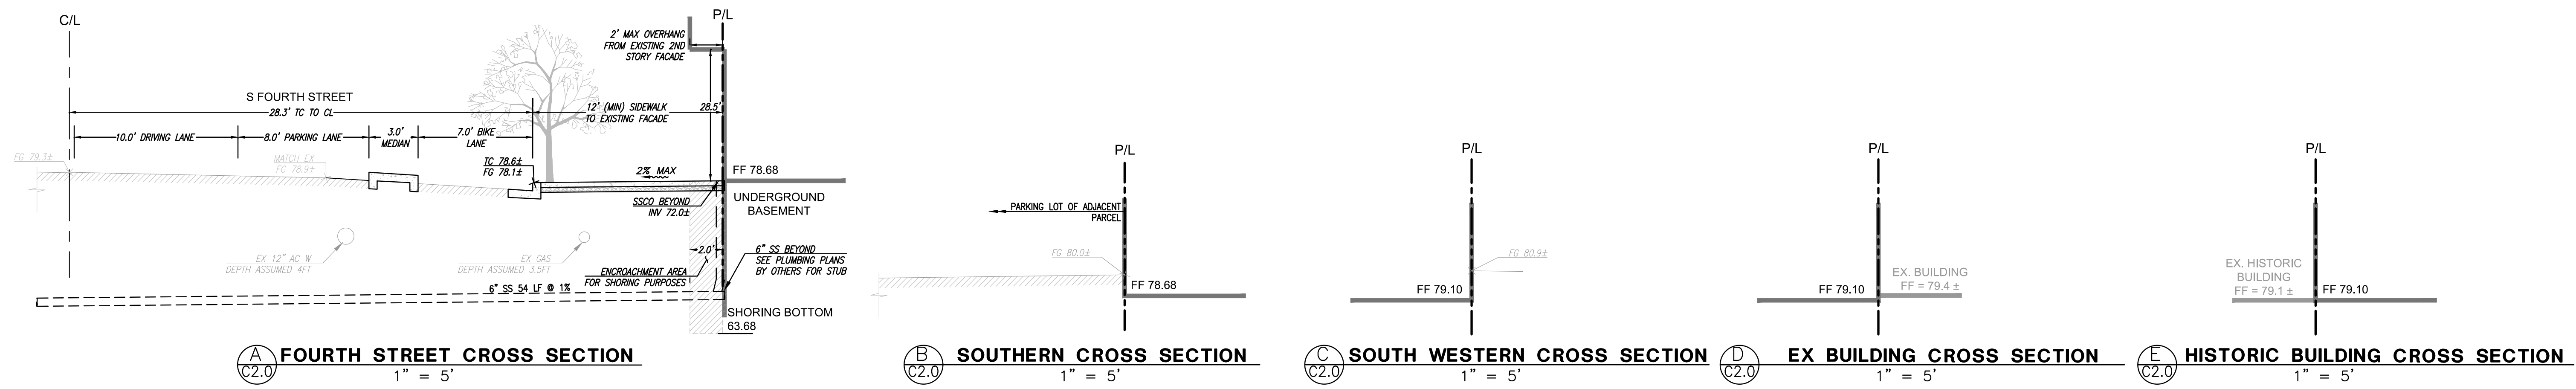 C/L
P/L
2' MAX OVERHANG
FROM EXISTING 2ND
STORY FACADE
S FOURTH STREET
28.3' TC TO CL
12' (MIN) SIDEWALK
TO EXISTING FACADE
28.5'
10.0' DRIVING LANE
8.0' PARKING LANE
3.0'
MEDIAN
7.0' BIKE
LANE
FG 79.3±
MATCH EX
FG 78.9±
TC 78.6±
FG 78.1±
2% MAX
FF 78.68
SSCO BEYOND
INV 72.0±
UNDERGROUND
BASEMENT
EX 12" AC W
DEPTH ASSUMED 4FT
EX GAS
DEPTH ASSUMED 3.5FT
2.0'
ENCROACHMENT AREA
FOR SHORING PURPOSES
6" SS BEYOND
SEE PLUMBING PLANS
BY OTHERS FOR STUB
6" SS 54 LF @ 1%
SHORING BOTTOM
63.68
A
C2.0
FOURTH STREET CROSS SECTION
1" = 5'
P/L
PARKING LOT OF ADJACENT
PARCEL
FG 80.0±
FF 78.68
B
C2.0
SOUTHERN CROSS SECTION
1" = 5'
P/L
FG 80.9±
FF 79.10
C
C2.0
SOUTH WESTERN CROSS SECTION
1" = 5'
P/L
FF 79.10
EX. BUILDING
FF = 79.4 ±
D
C2.0
EX BUILDING CROSS SECTION
1" = 5'
P/L
EX. HISTORIC
BUILDING
FF = 79.1 ±
FF 79.10
E
C2.0
HISTORIC BUILDING CROSS SECTION
1" = 5'